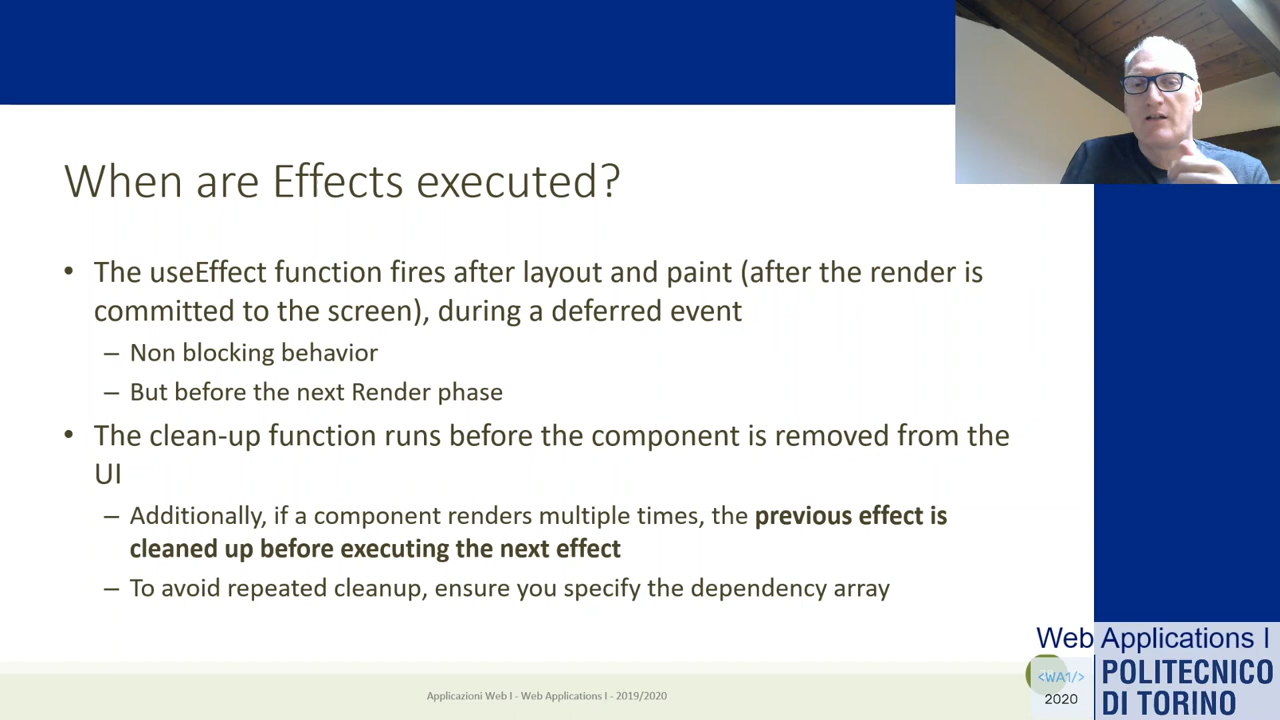 When are Effects executed?
• The useEffect function fires after layout and paint (after the render is
committed to the screen), during a deferred event
– Non blocking behavior
– But before the next Render phase
• The clean-up function runs before the component is removed from the
UI
– Additionally, if a component renders multiple times, the previous effect is
cleaned up before executing the next effect
– To avoid repeated cleanup, ensure you specify the dependency array
Applicazioni Web I - Web Applications I - 2019/2020
Web Applications I
<WA1/>
2020
POLITECNICO
DI TORINO